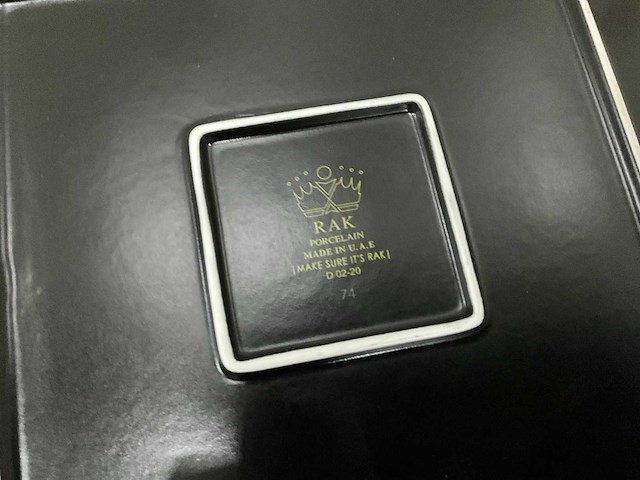 RAK
PORCELAIN
MADE IN U.A.E
|MAKE SURE IT'S RAK|
D 02-20
74